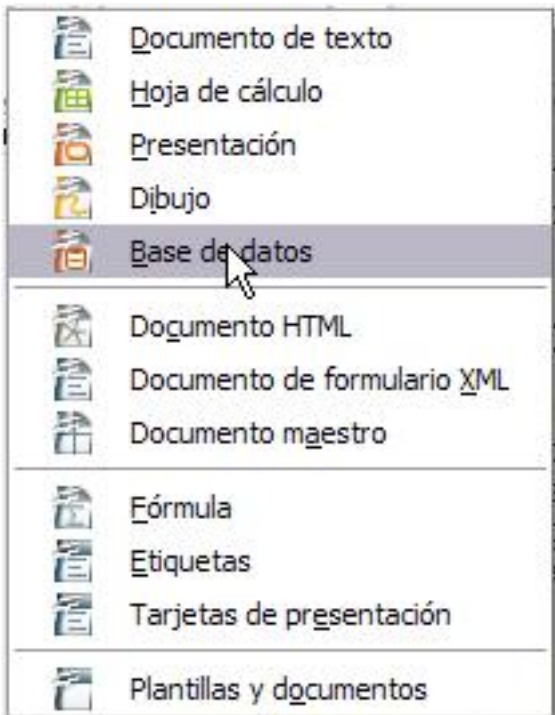 Documento de texto
Hoja de cálculo
Presentación
Dibujo
Base de datos
Documento HTML
Documento de formulario XML
Documento maestro
Fórmula
Etiquetas
Tarjetas de presentación
Plantillas y documentos